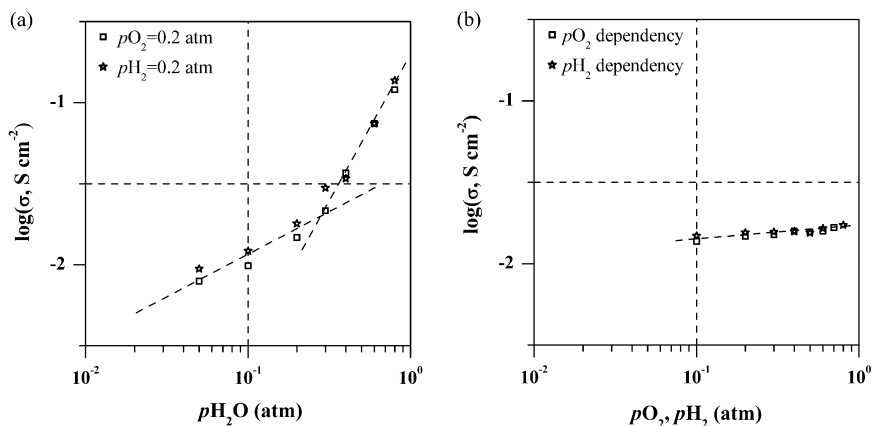 (a)
pO₂=0.2 atm
pH₂=0.2 atm
log(σ, S cm⁻²)
-1
-2
10⁻² 10⁻¹ 10⁰
pH₂O (atm)
(b)
pO₂ dependency
pH₂ dependency
log(σ, S cm⁻²)
-1
-2
10⁻² 10⁻¹ 10⁰
pO₂, pH₂ (atm)